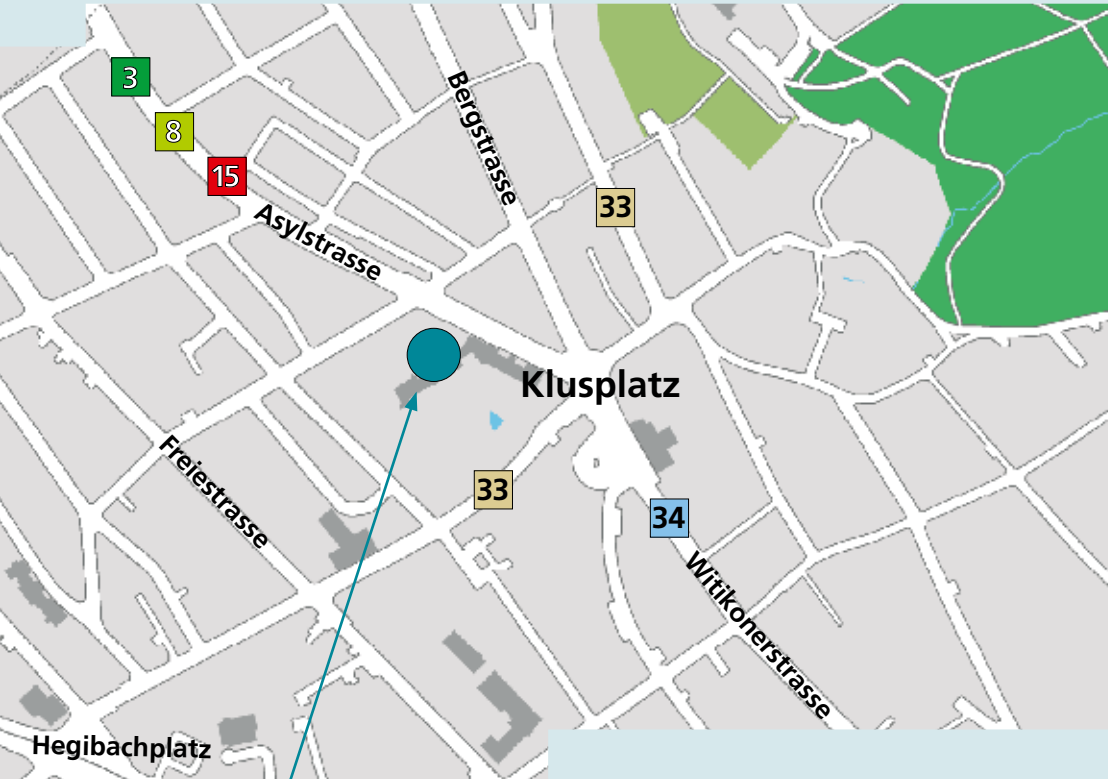 3
8
15
Bergstrasse
33
Asylstrasse
Klusplatz
Freiestrasse
33
34
Witikonerstrasse
Hegibachplatz